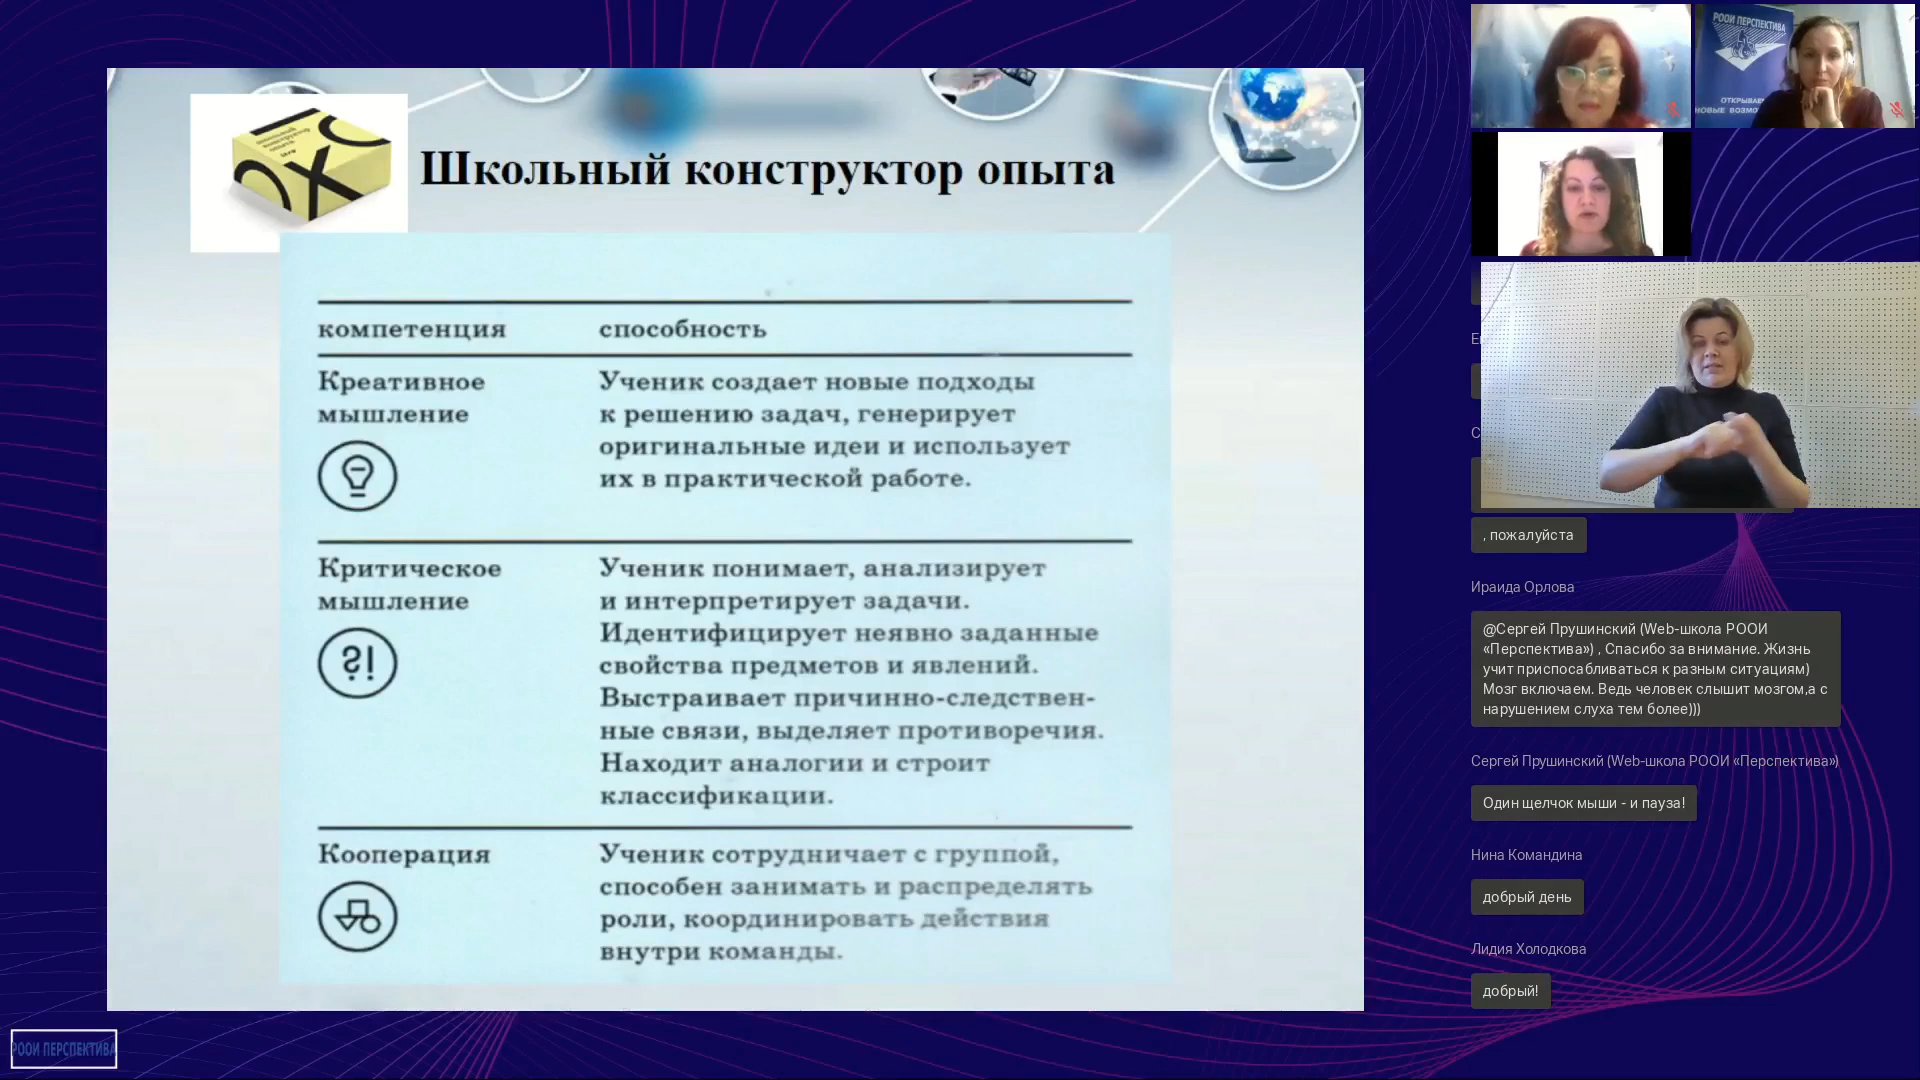 Школьный конструктор опыта
компетенция способность
Креативное
мышление
Ученик создает новые подходы
к решению задач, генерирует
оригинальные идеи и использует
их в практической работе.
Критическое
мышление
?!
Ученик понимает, анализирует
и интерпретирует задачи.
Идентифицирует неявно заданные
свойства предметов и явлений.
Выстраивает причинно-следствен-
ные связи, выделяет противоречия.
Находит аналогии и строит
классификации.
Кооперация
Ученик сотрудничает с группой,
способен занимать и распределять
роли, координировать действия
внутри команды.
РООИ ПЕРСПЕКТИВА
РООИ ПЕРСПЕКТИВА
НОВЫЕ
, пожалуйста
Ираида Орлова
@Сергей Прушинский (Web-школа РООИ
«Перспектива») , Спасибо за внимание. Жизнь
учит приспосабливаться к разным ситуациям)
Мозг включаем. Ведь человек слышит мозгом,а с
нарушением слуха тем более)))
Сергей Прушинский (Web-школа РООИ «Перспектива»)
Один щелчок мыши - и пауза!
Нина Командина
добрый день
Лидия Холодкова
добрый!